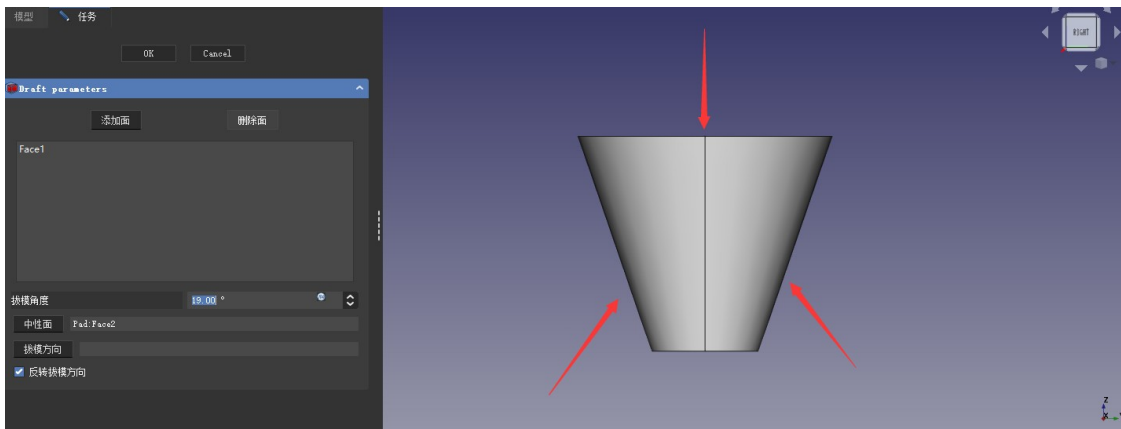 模型 任务
OK Cancel
Draft parameters
添加面 删除面
Face1
拔模角度 19.00 °
中性面 Pad:Face2
拔模方向
反转拔模方向
RIGHT
Z
X